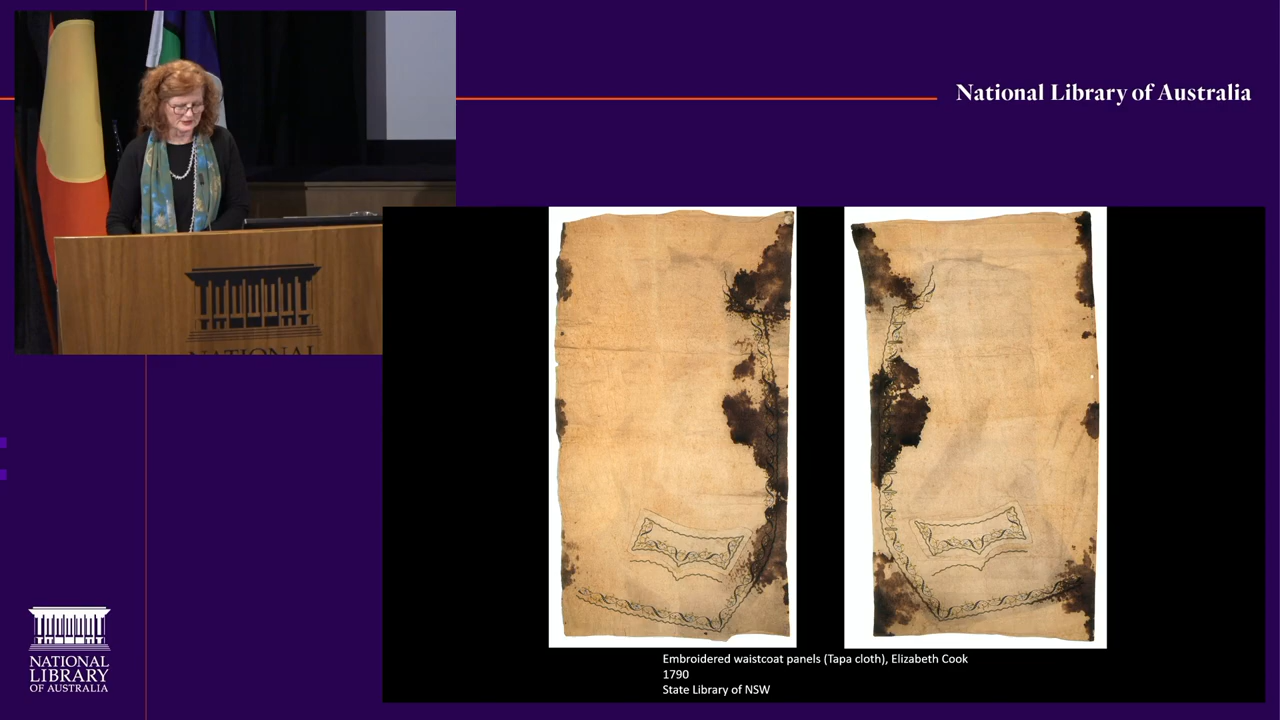 National Library of Australia
NATIONAL
Embroidered waistcoat panels (Tapa cloth), Elizabeth Cook
1790
State Library of NSW
NATIONAL
LIBRARY
OF AUSTRALIA